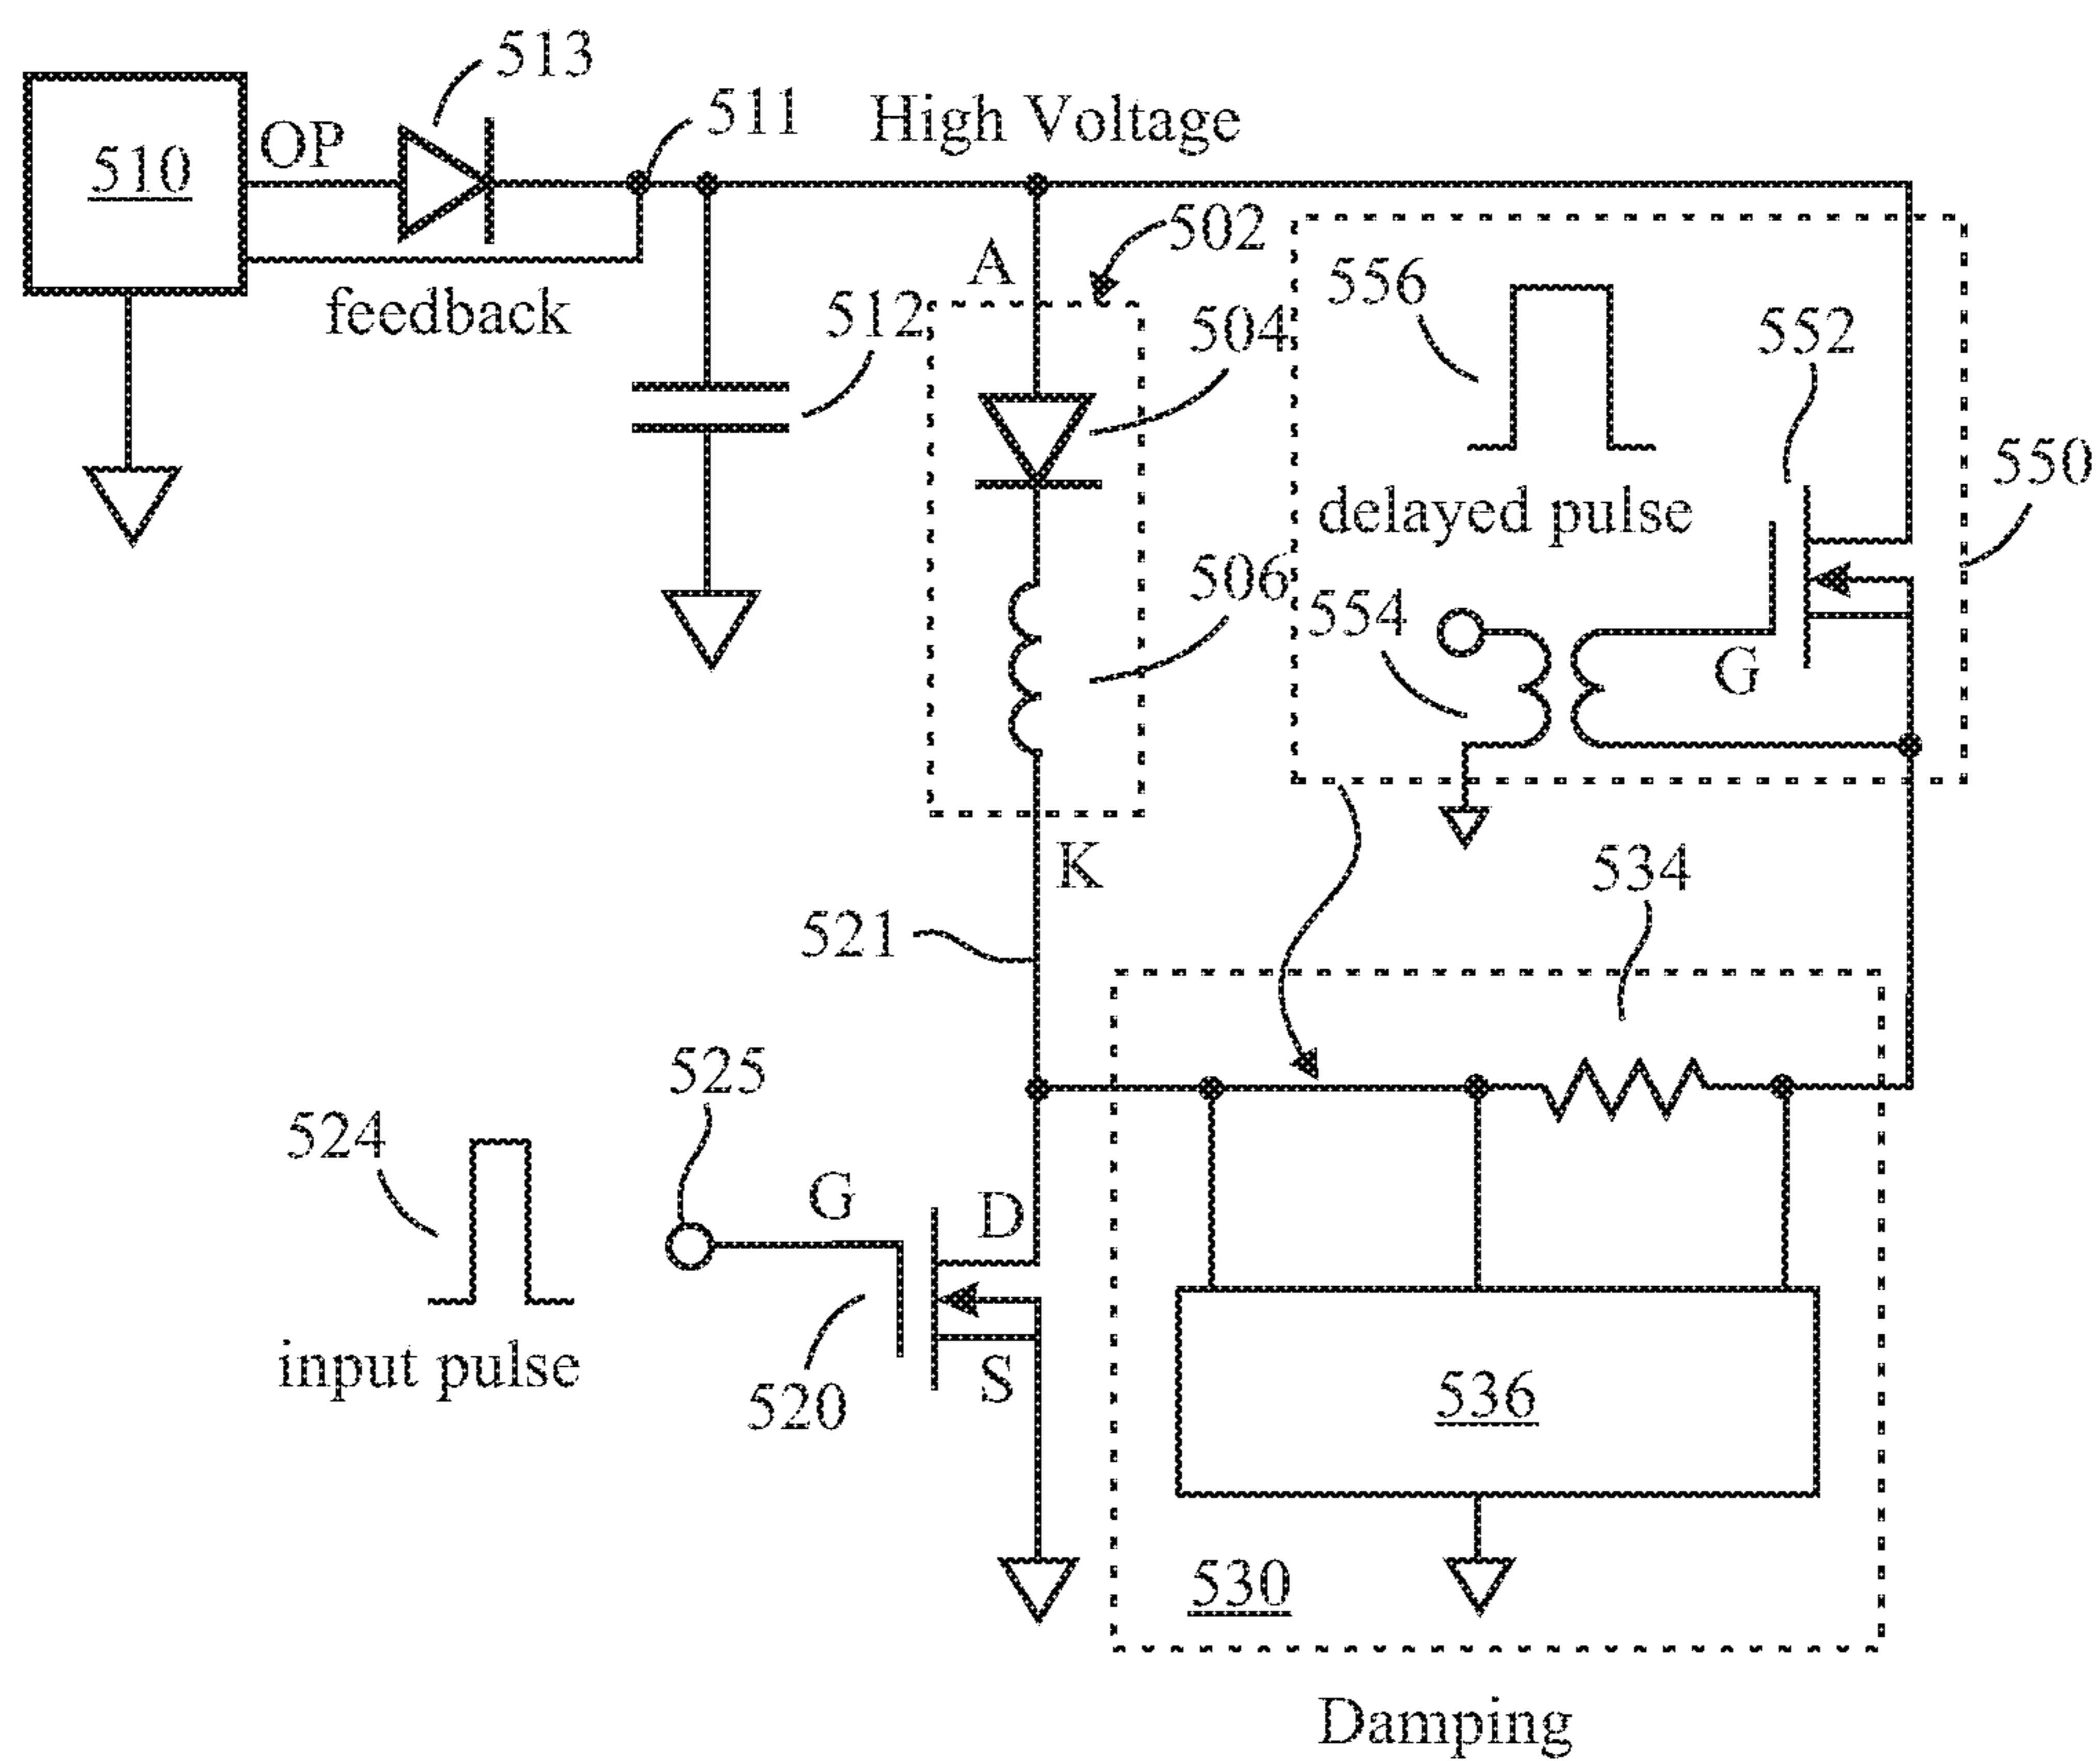 513
510
OP
511
High Voltage
feedback
512
A
502
504
506
K
521
556
552
550
delayed pulse
554
G
534
525
524
input pulse
G
D
S
520
536
530
Damping